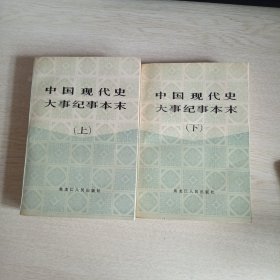 中国现代史
大事纪事本末
(上)
黑龙江人民出版社
中国现代史
大事纪事本末
(下)
黑龙江人民出版社